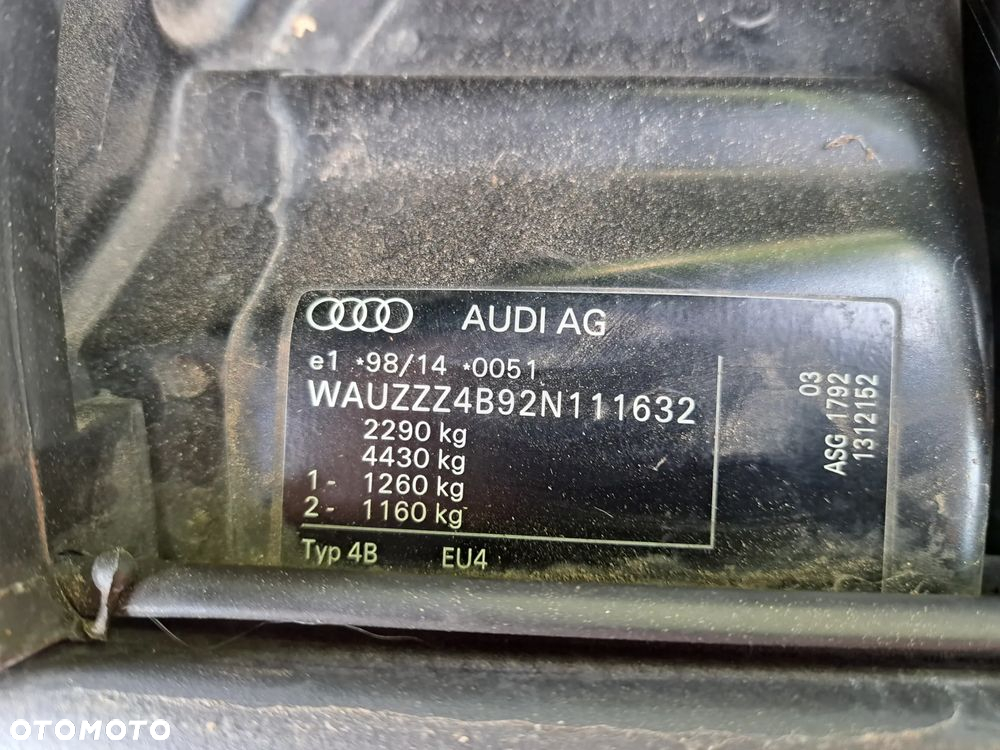 AUDI AG
e1 *98/14 *0051
WAUZZZ4B92N111632
2290 kg
4430 kg
1- 1260 kg
2- 1160 kg
Typ 4B EU4
03
ASG 1792
1312152
OTOMOTO